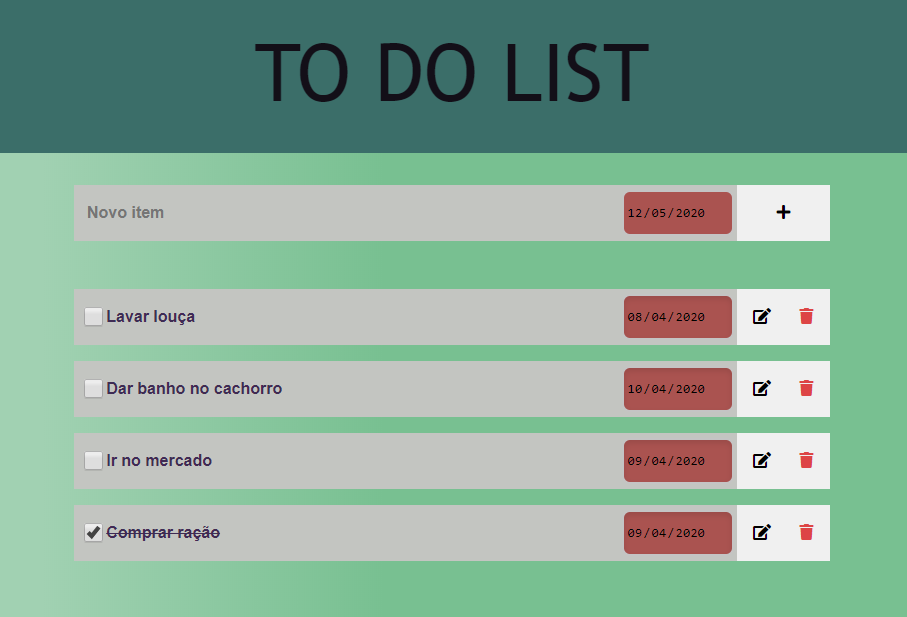 TO DO LIST
Novo item 12/05/2020
Lavar louça 08/04/2020
Dar banho no cachorro 10/04/2020
Ir no mercado 09/04/2020
Comprar ração 09/04/2020